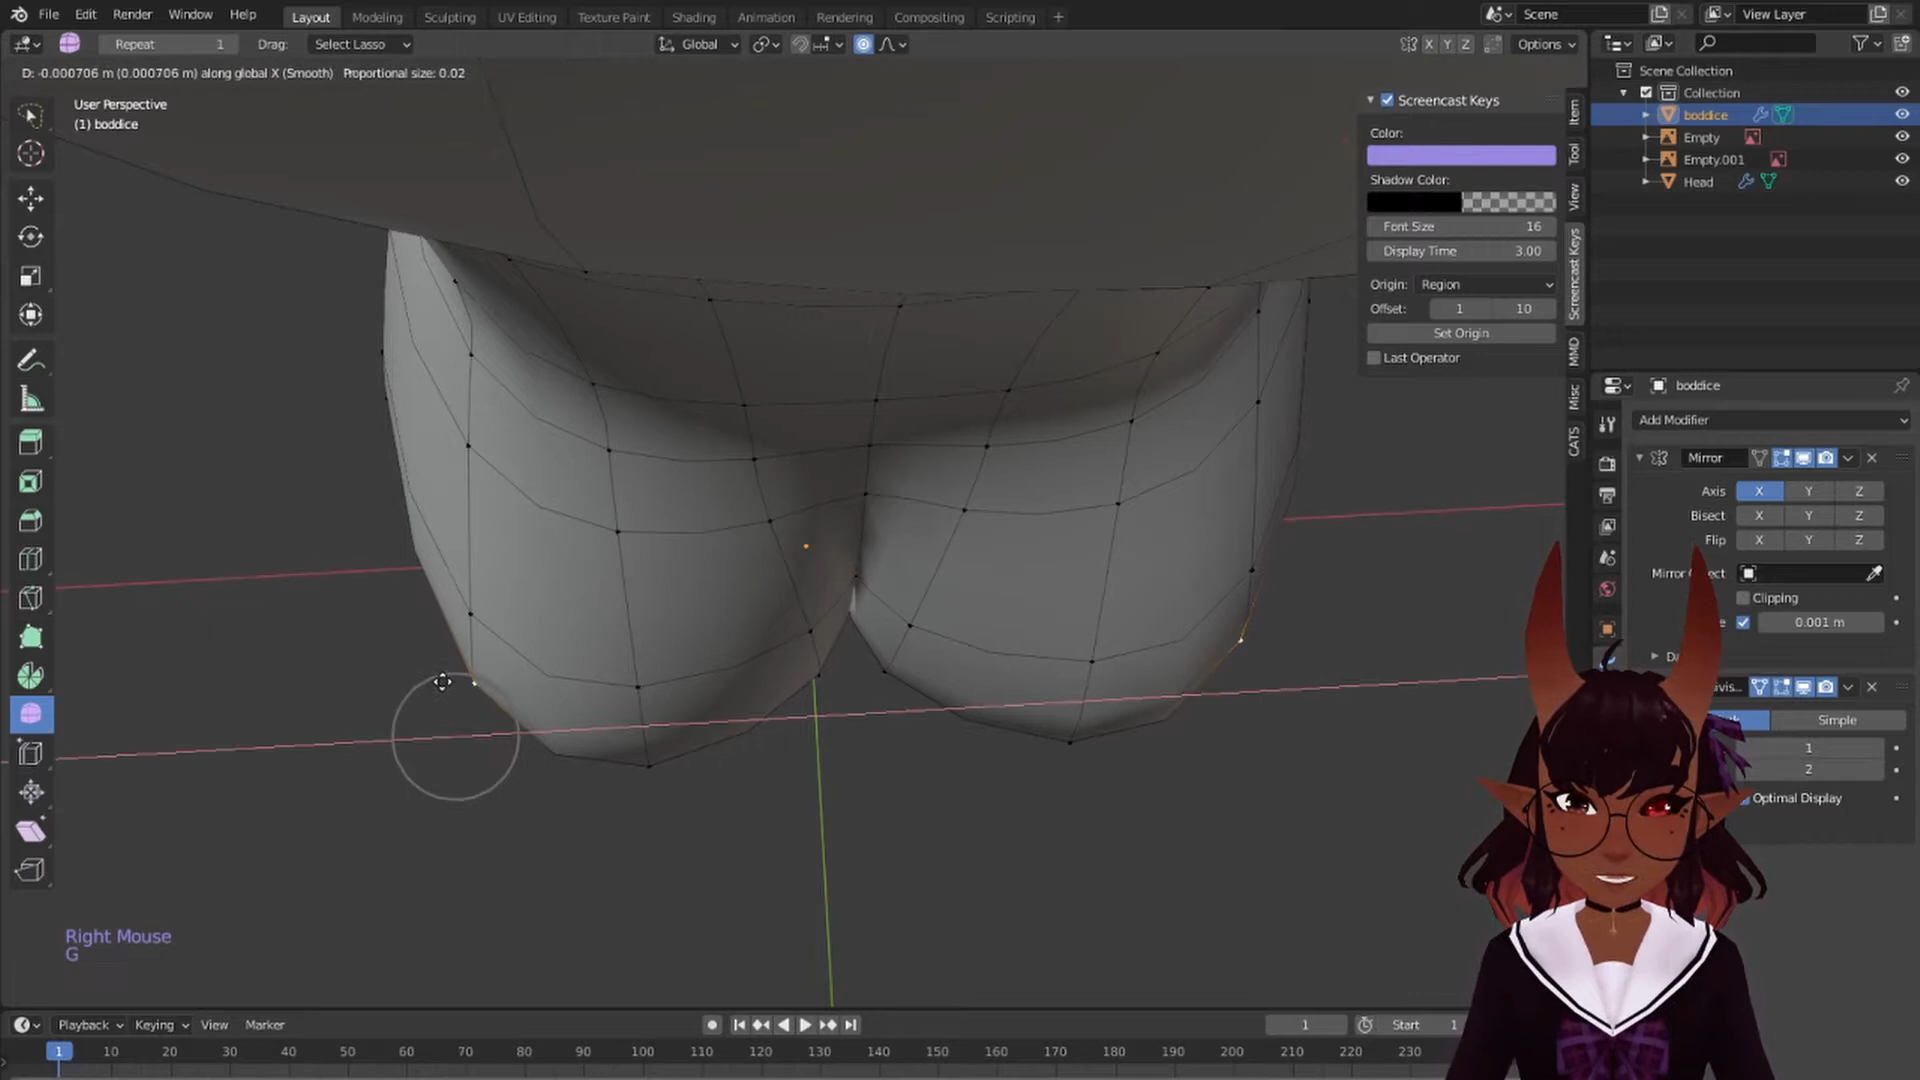 File Edit Render Window Help Layout Modeling Sculpting UV Editing Texture Paint Shading Animation Rendering Compositing Scripting + Scene View Layer
Repeat 1 Drag: Select Lasso Global X Y Z Options
D: -0.000706 m (0.000706 m) along global X (Smooth) Proportional size: 0.02
User Perspective
(1) boddice
Screencast Keys
Color:
Shadow Color:
Font Size 16
Display Time 3.00
Origin: Region
Offset: 1 10
Set Origin
Last Operator
Item
Tool
View
Screencast Keys
MMD
Misc
CATS
Scene Collection
Collection
boddice
Empty
Empty.001
Head
boddice
Add Modifier
Mirror
Axis X Y Z
Bisect X Y Z
Flip X Y Z
Clipping
0.001 m
Simple
1
2
Optimal Display
Right Mouse
G
Playback Keying View Marker 1 Start 1
1 10 20 30 40 50 60 70 80 90 100 110 120 130 140 150 160 170 180 190 200 210 220 230